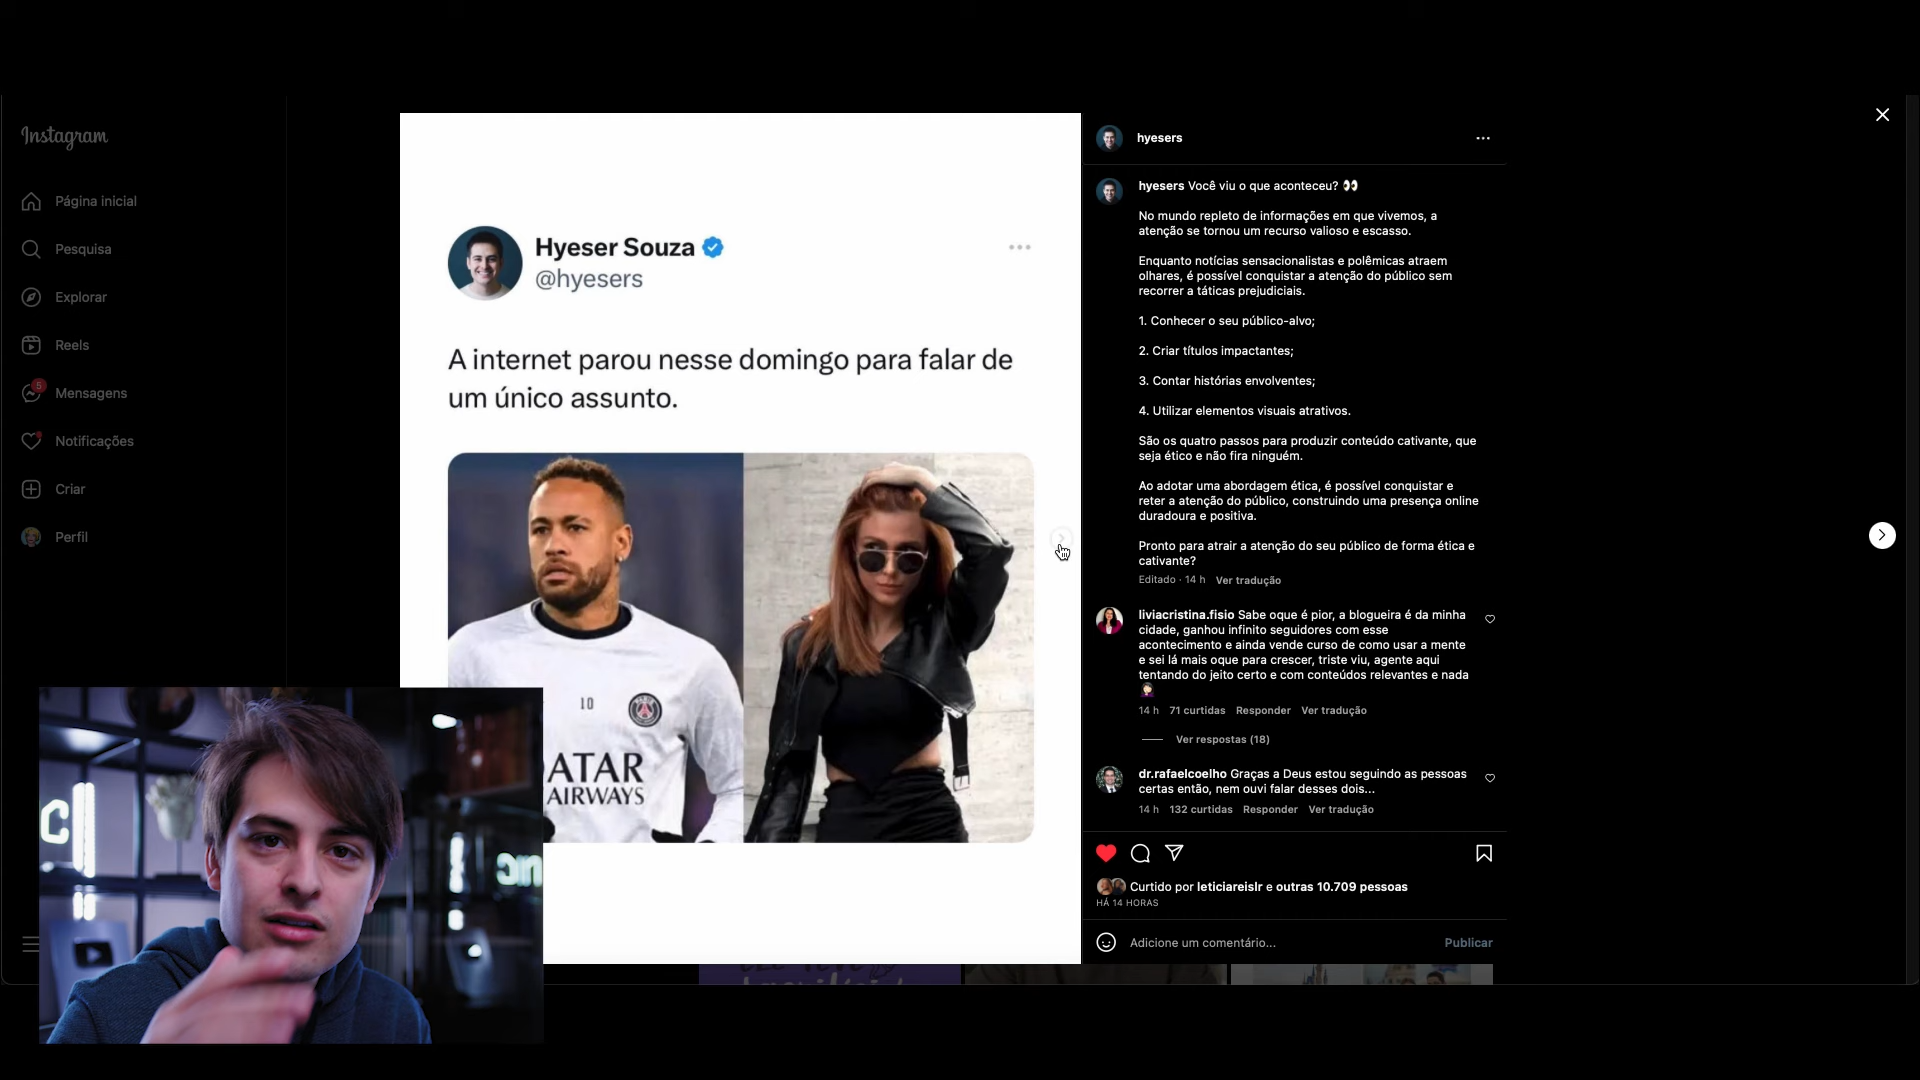 Instagram
Página inicial
Pesquisa
Explorar
Reels
5
Mensagens
Notificações
Criar
Perfil
Hyeser Souza
@hyesers
A internet parou nesse domingo para falar de
um único assunto.
10
QATAR
AIRWAYS
hyesers
hyesers Você viu o que aconteceu? 👀
No mundo repleto de informações em que vivemos, a
atenção se tornou um recurso valioso e escasso.
Enquanto notícias sensacionalistas e polêmicas atraem
olhares, é possível conquistar a atenção do público sem
recorrer a táticas prejudiciais.
1. Conhecer o seu público-alvo;
2. Criar títulos impactantes;
3. Contar histórias envolventes;
4. Utilizar elementos visuais atrativos.
São os quatro passos para produzir conteúdo cativante, que
seja ético e não fira ninguém.
Ao adotar uma abordagem ética, é possível conquistar e
reter a atenção do público, construindo uma presença online
duradoura e positiva.
Pronto para atrair a atenção do seu público de forma ética e
cativante?
Editado · 14 h Ver tradução
liviacristina.fisio Sabe oque é pior, a blogueira é da minha
cidade, ganhou infinito seguidores com esse
acontecimento e ainda vende curso de como usar a mente
e sei lá mais oque para crescer, triste viu, agente aqui
tentando do jeito certo e com conteúdos relevantes e nada
14 h 71 curtidas Responder Ver tradução
Ver respostas (18)
dr.rafaelcoelho Graças a Deus estou seguindo as pessoas
certas então, nem ouvi falar desses dois...
14 h 132 curtidas Responder Ver tradução
Curtido por leticiareislr e outras 10.709 pessoas
HÁ 14 HORAS
Adicione um comentário...
Publicar